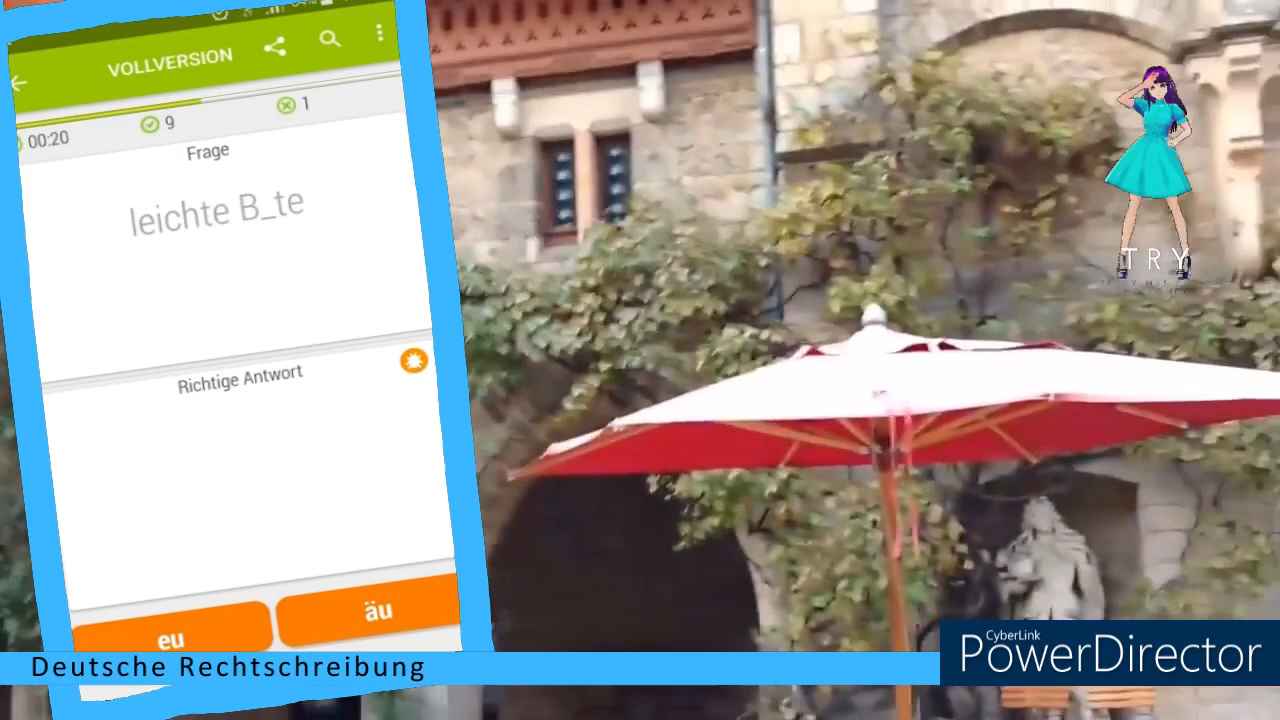 VOLLVERSION
00:20
9
1
Frage
leichte B_te
Richtige Antwort
eu
äu
Deutsche Rechtschreibung
TRY
CyberLink
PowerDirector